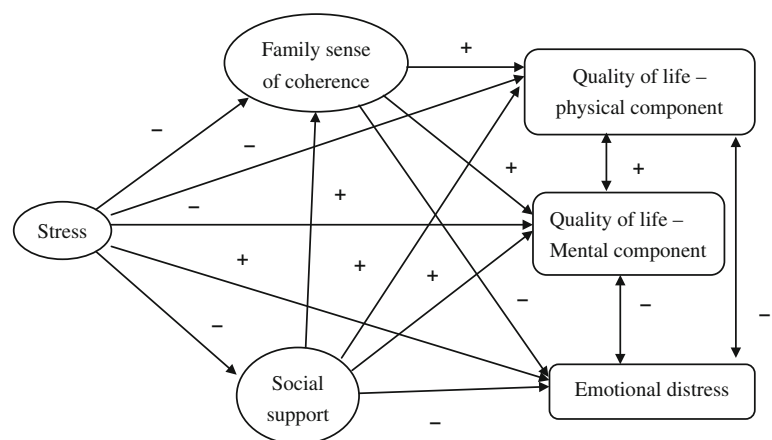 Family sense
of coherence
+
Quality of life –
physical component
–
–
+
+
–
+
Stress
Quality of life –
Mental component
+
+
+
–
–
–
–
Social
support
Emotional distress
–